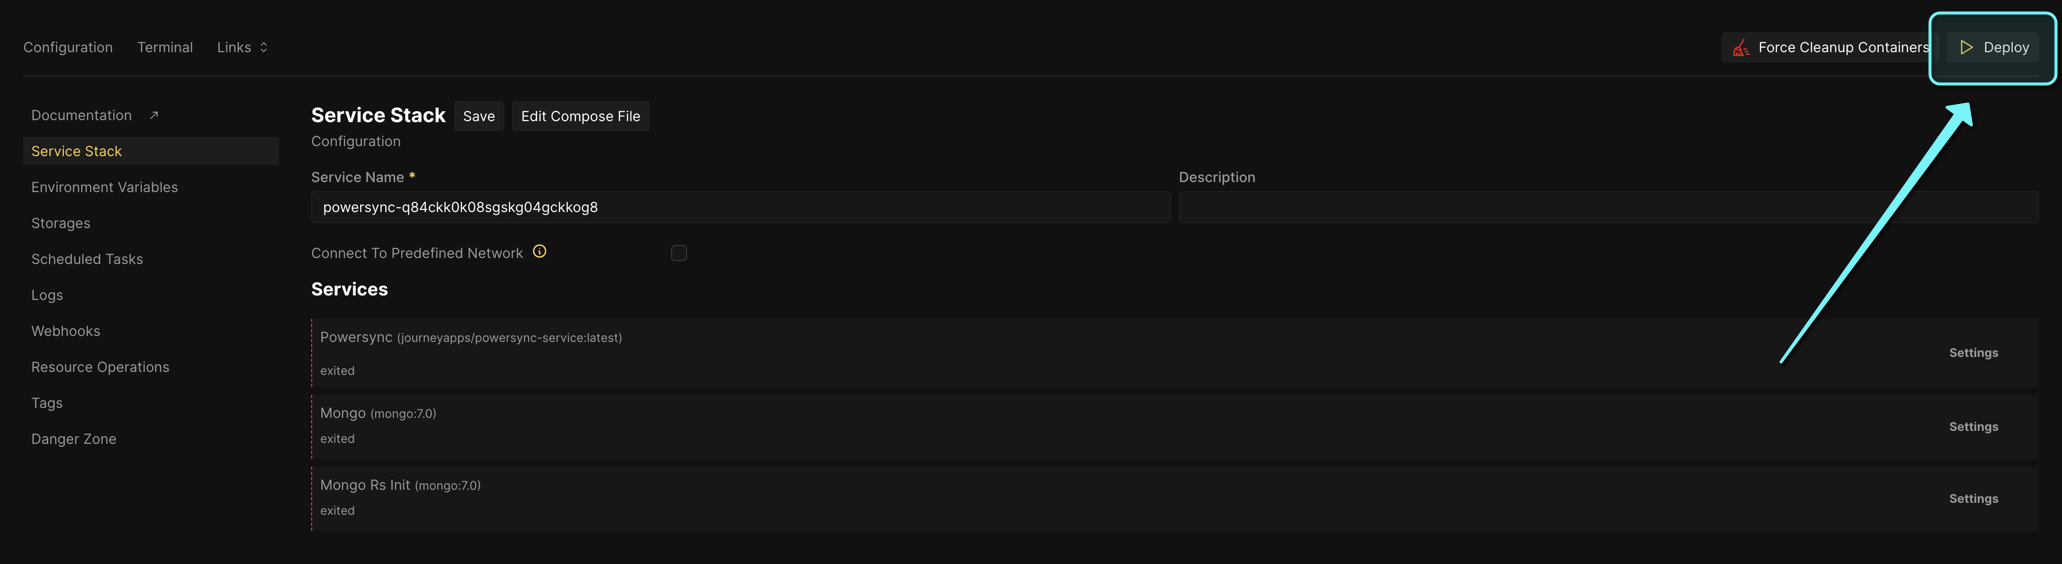 Configuration Terminal Links Force Cleanup Containers Deploy
Documentation
Service Stack
Environment Variables
Storages
Scheduled Tasks
Logs
Webhooks
Resource Operations
Tags
Danger Zone
Service Stack Save Edit Compose File
Configuration
Service Name * Description
powersync-q84ckk0k08sgskg04gckkog8
Connect To Predefined Network
Services
Powersync (journeyapps/powersync-service:latest)
exited
Settings
Mongo (mongo:7.0)
exited
Settings
Mongo Rs Init (mongo:7.0)
exited
Settings